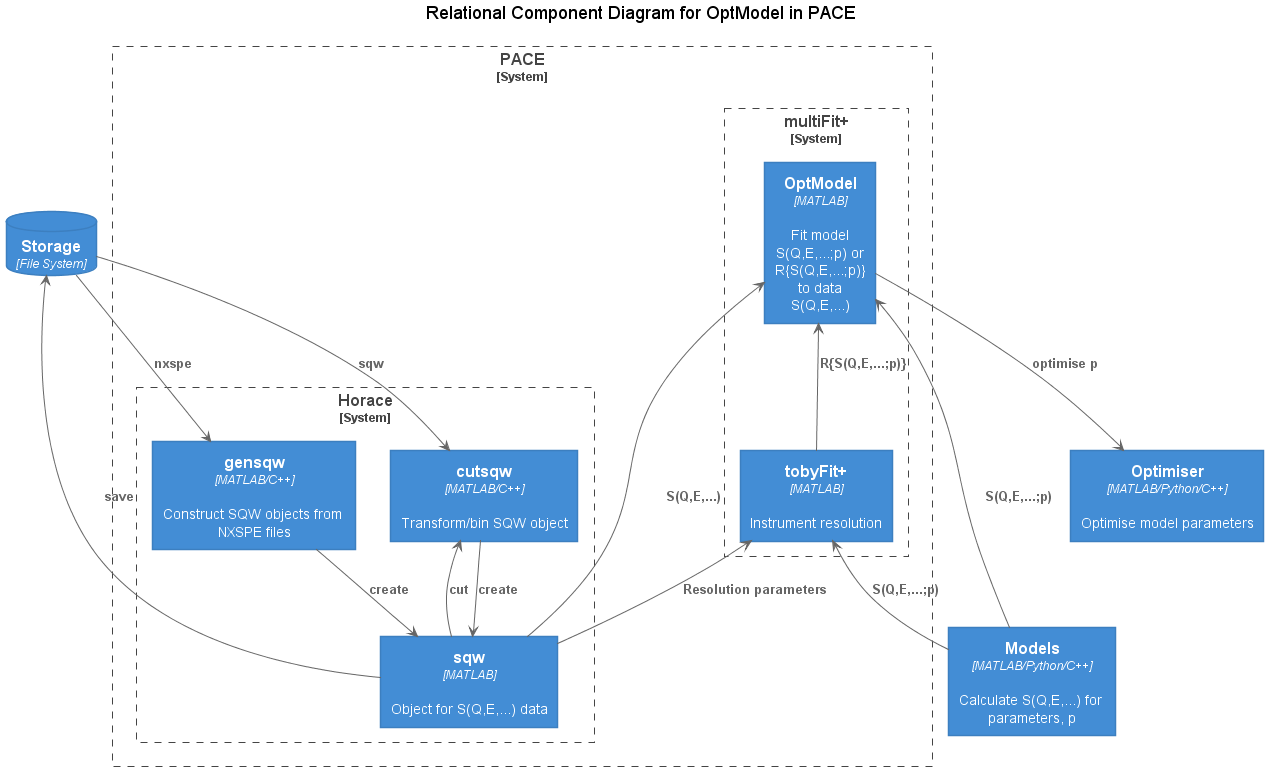 Relational Component Diagram for OptModel in PACE
PACE
[System]
multiFit+
[System]
OptModel
[MATLAB]
Fit model
S(Q,E,...;p) or
R{S(Q,E,...;p)}
to data
S(Q,E,...)
Storage
[File System]
nxspe
sqw
R{S(Q,E,...;p)}
optimise p
Horace
[System]
gensqw
[MATLAB/C++]
Construct SQW objects from
NXSPE files
cutsqw
[MATLAB/C++]
Transform/bin SQW object
tobyFit+
[MATLAB]
Instrument resolution
Optimiser
[MATLAB/Python/C++]
Optimise model parameters
save
S(Q,E,...)
S(Q,E,...;p)
create
cut
create
Resolution parameters
S(Q,E,...;p)
sqw
[MATLAB]
Object for S(Q,E,...) data
Models
[MATLAB/Python/C++]
Calculate S(Q,E,...) for
parameters, p